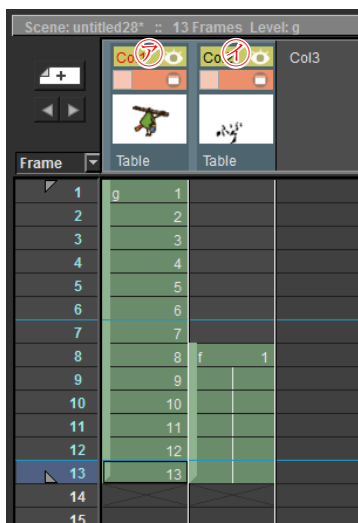 Scene: untitled28* :: 13 Frames Level: g
Col ㋐ Col ㋑ Col3
Table Table
Frame
1 g 1
2 2
3 3
4 4
5 5
6 6
7 7
8 8 f 1
9 9
10 10
11 11
12 12
13 13
14
15